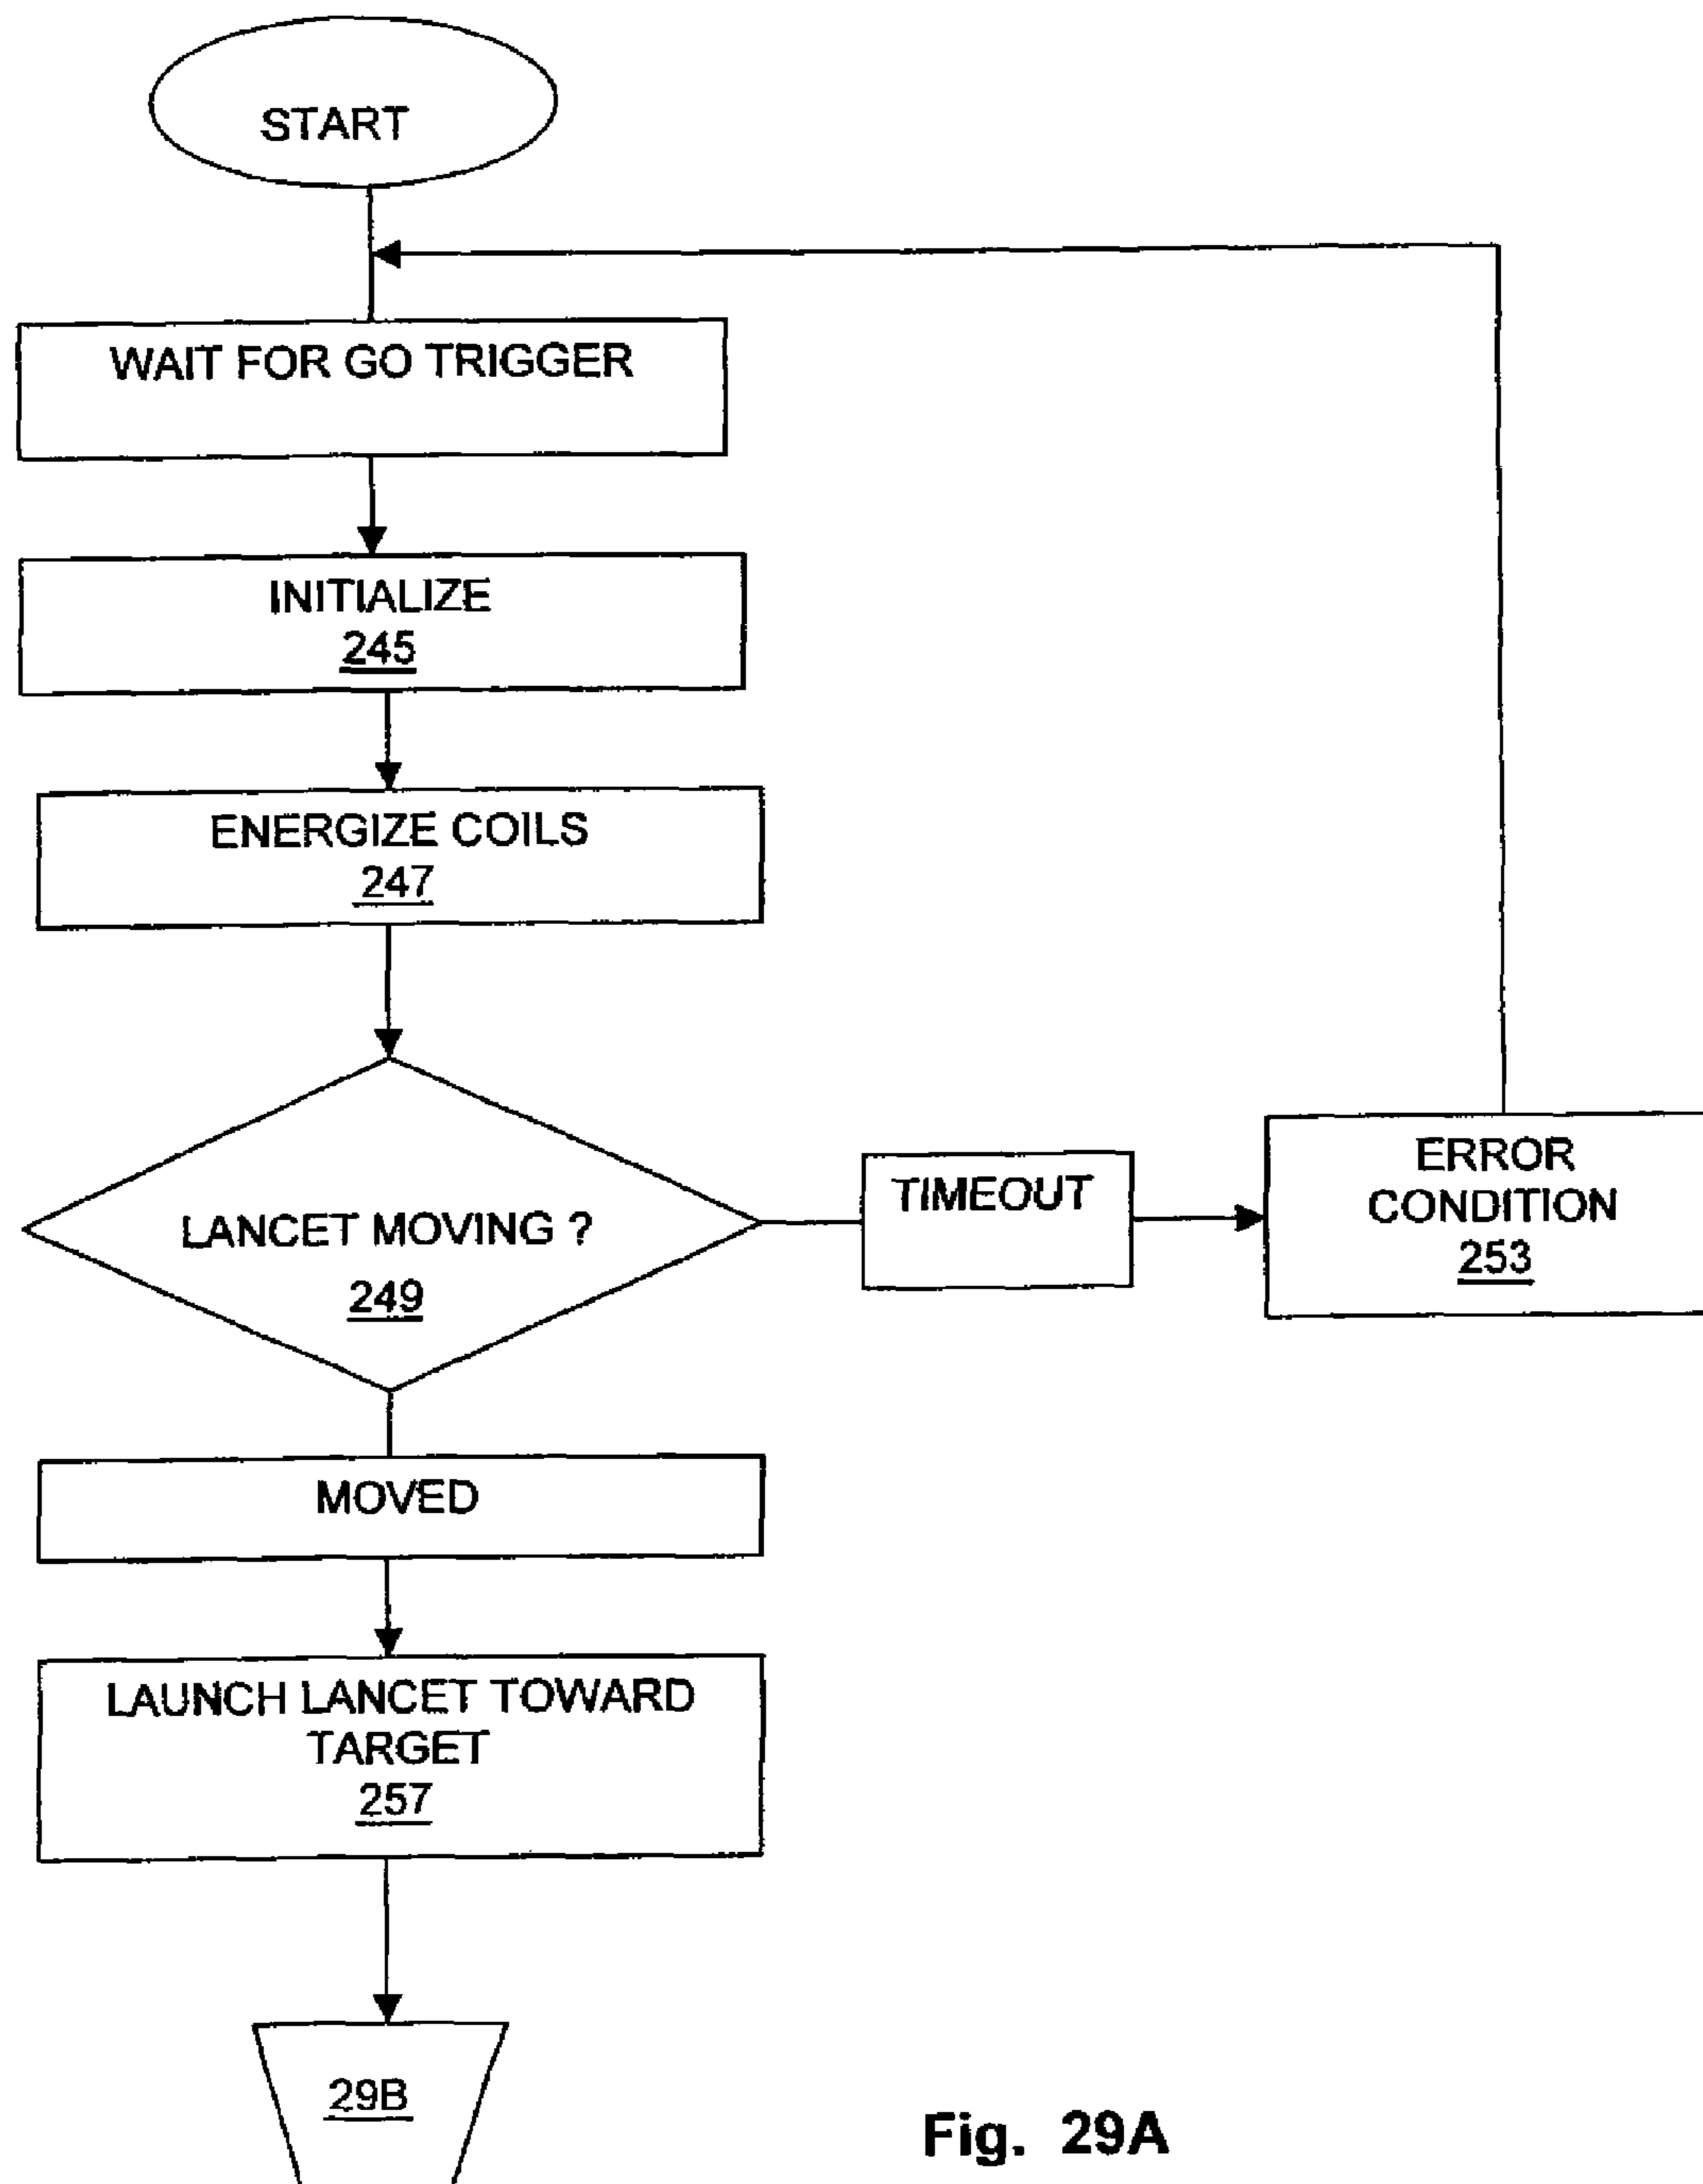 START
WAIT FOR GO TRIGGER
INITIALIZE
245
ENERGIZE COILS
247
LANCET MOVING ?
249
TIMEOUT
ERROR
CONDITION
253
MOVED
LAUNCH LANCET TOWARD
TARGET
257
29B
Fig. 29A